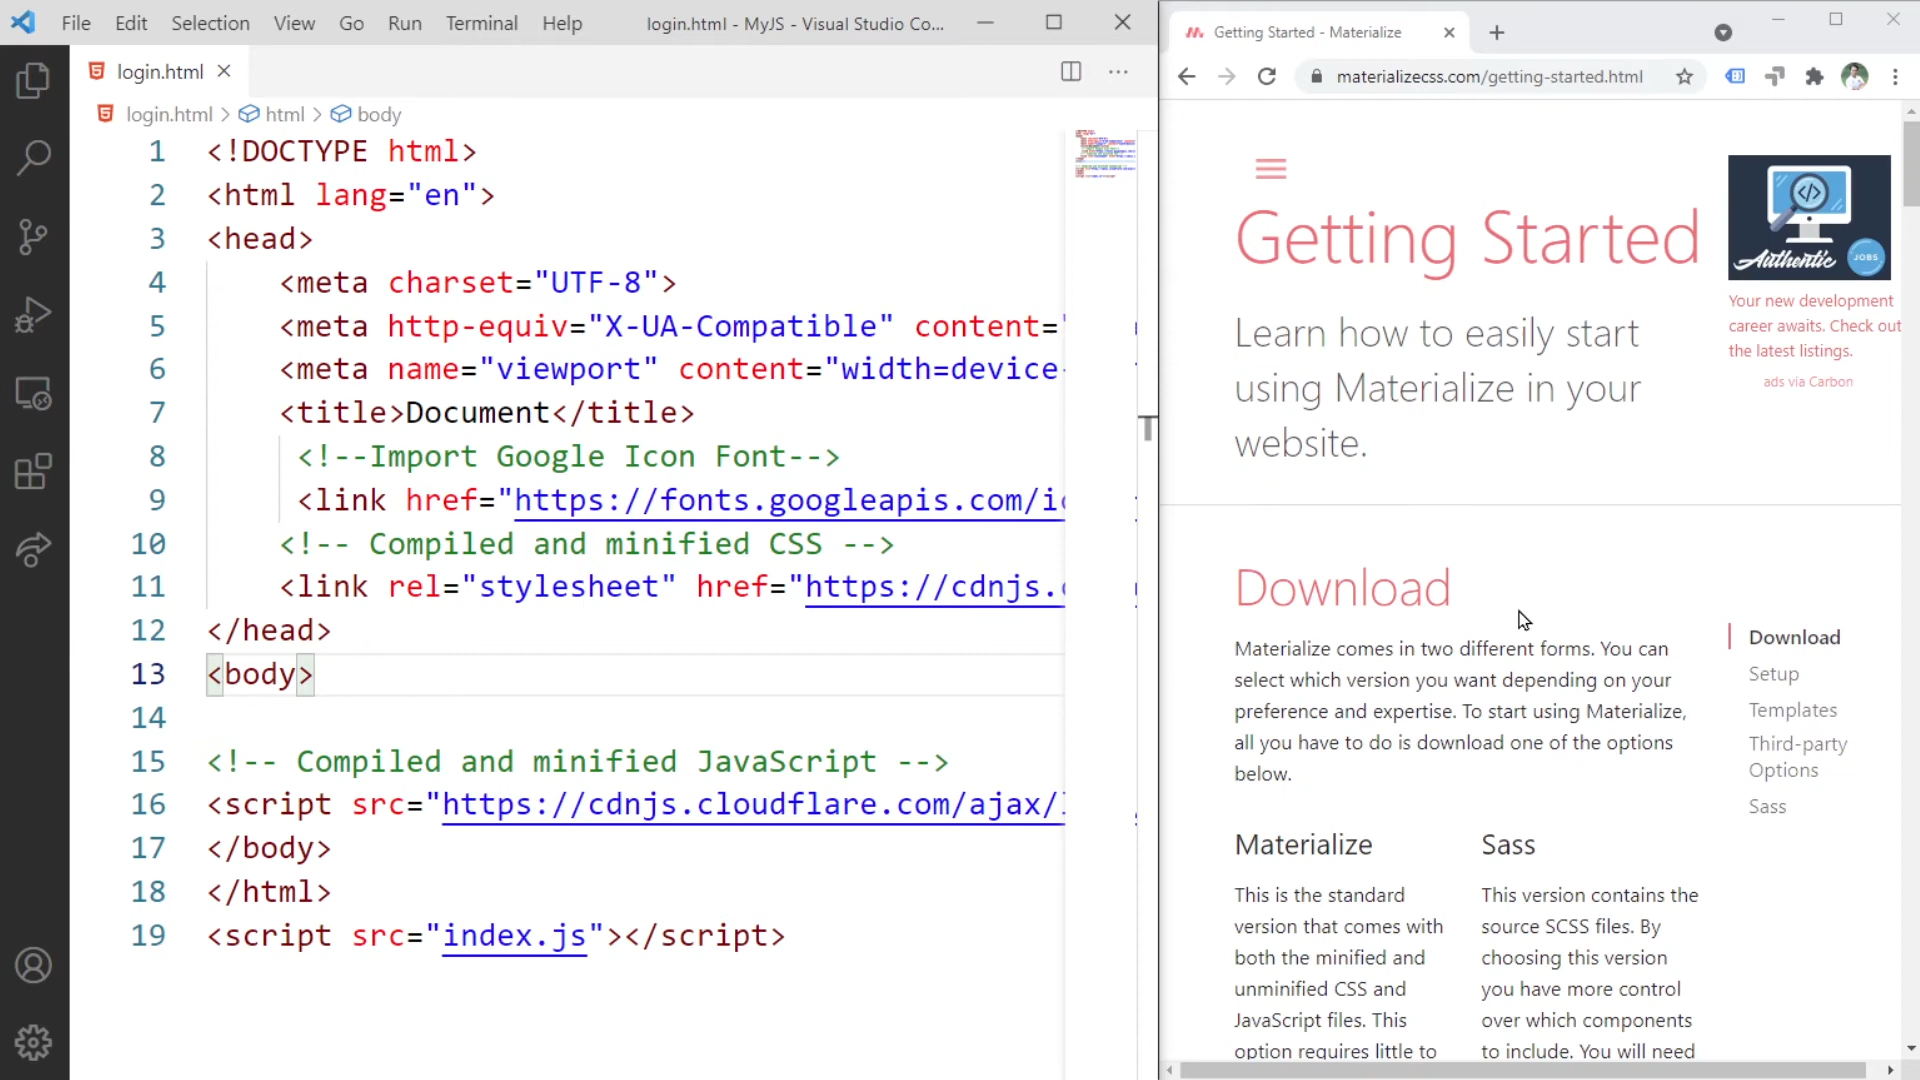 File Edit Selection View Go Run Terminal Help login.html - MyJS - Visual Studio Co...
login.html
login.html > html > body
1 <!DOCTYPE html>
2 <html lang="en">
3 <head>
4 <meta charset="UTF-8">
5 <meta http-equiv="X-UA-Compatible" content="
6 <meta name="viewport" content="width=device-
7 <title>Document</title>
8 <!--Import Google Icon Font-->
9 <link href="https://fonts.googleapis.com/ic
10 <!-- Compiled and minified CSS -->
11 <link rel="stylesheet" href="https://cdnjs.c
12 </head>
13 <body>
14
15 <!-- Compiled and minified JavaScript -->
16 <script src="https://cdnjs.cloudflare.com/ajax/l
17 </body>
18 </html>
19 <script src="index.js"></script>
Getting Started - Materialize
materializecss.com/getting-started.html
Getting Started
Learn how to easily start
using Materialize in your
website.
Authentic JOBS
Your new development
career awaits. Check out
the latest listings.
ads via Carbon
Download
Materialize comes in two different forms. You can
select which version you want depending on your
preference and expertise. To start using Materialize,
all you have to do is download one of the options
below.
Download
Setup
Templates
Third-party
Options
Sass
Materialize
This is the standard
version that comes with
both the minified and
unminified CSS and
JavaScript files. This
option requires little to
Sass
This version contains the
source SCSS files. By
choosing this version
you have more control
over which components
to include. You will need